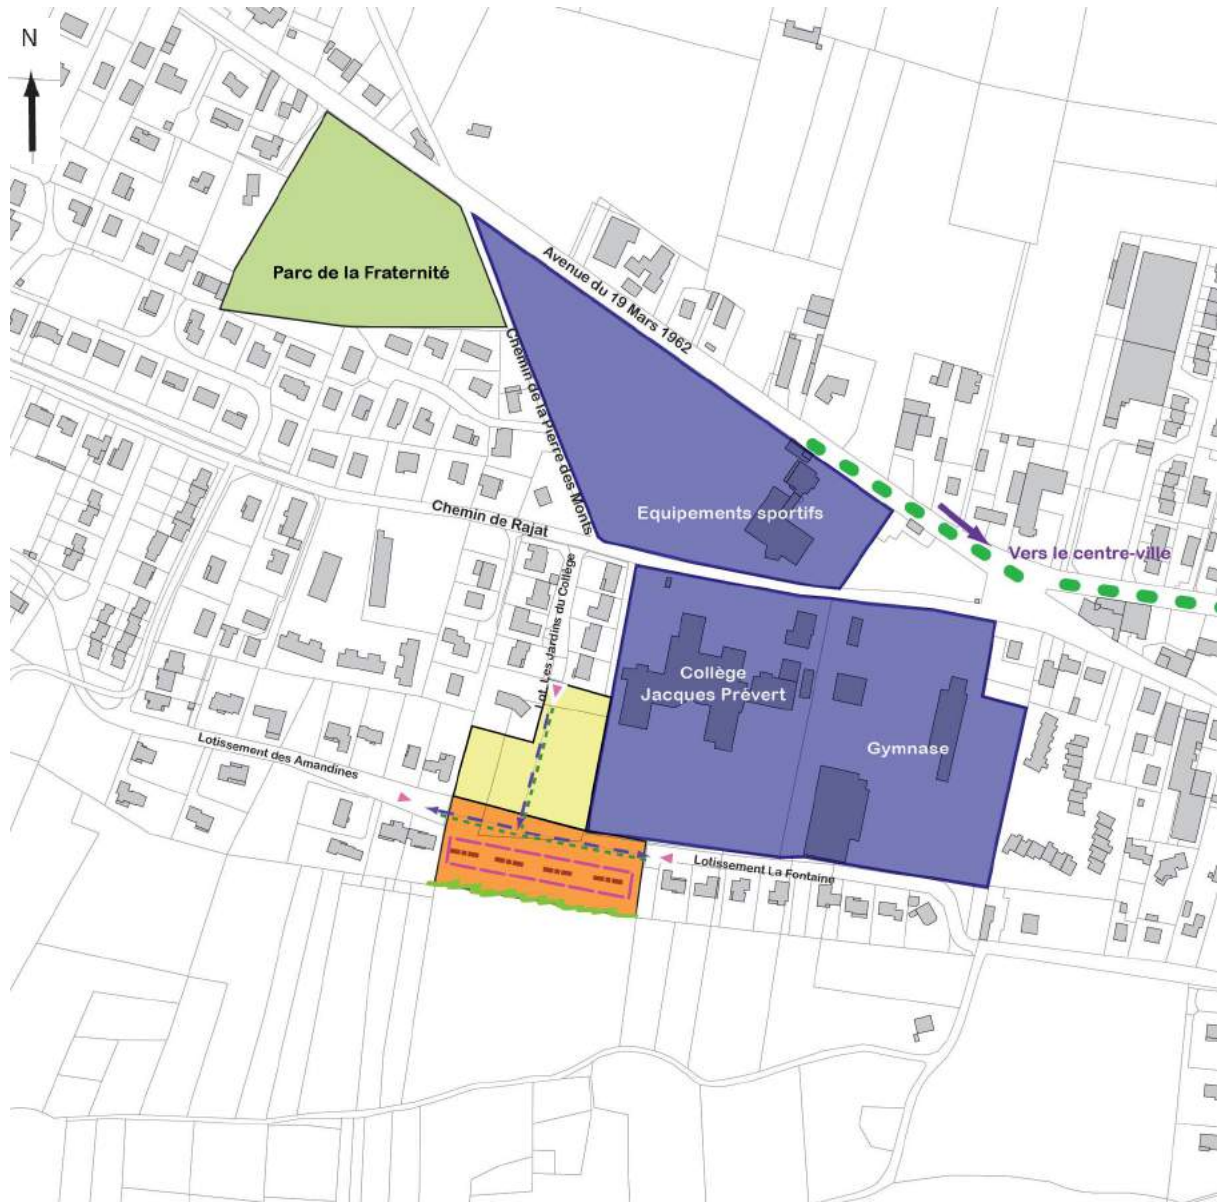 N
Parc de la Fraternité
Avenue du 19 Mars 1962
Chemin de la Pierre des Monts
Equipements sportifs
Chemin de Rajat
Vers le centre-ville
Lot. Les Jardins du Collège
Collège
Jacques Prévert
Gymnase
Lotissement des Amandines
Lotissement La Fontaine